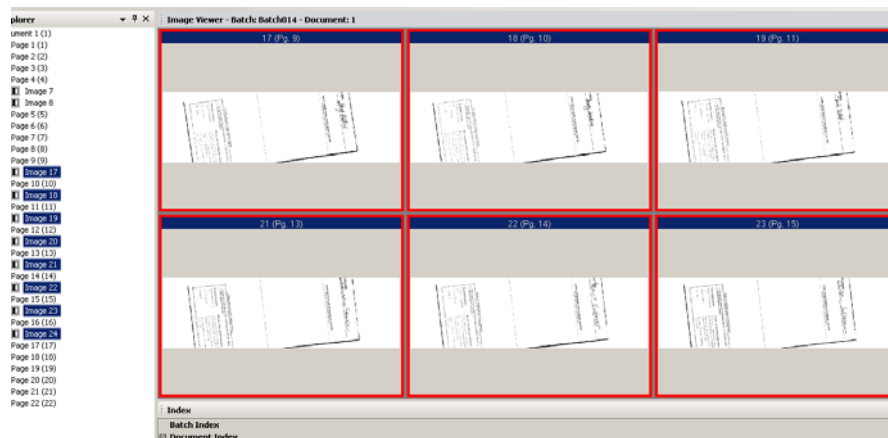 plorer
ument 1 (1)
Page 1 (1)
Page 2 (2)
Page 3 (3)
Page 4 (4)
Image 7
Image 8
Page 5 (5)
Page 6 (6)
Page 7 (7)
Page 8 (8)
Page 9 (9)
Image 17
Page 10 (10)
Image 18
Page 11 (11)
Image 19
Page 12 (12)
Image 20
Page 13 (13)
Image 21
Page 14 (14)
Image 22
Page 15 (15)
Image 23
Page 16 (16)
Image 24
Page 17 (17)
Page 18 (18)
Page 19 (19)
Page 20 (20)
Page 21 (21)
Page 22 (22)
Image Viewer - Batch: Batch014 - Document: 1
17 (Pg. 9)
18 (Pg. 10)
19 (Pg. 11)
21 (Pg. 13)
22 (Pg. 14)
23 (Pg. 15)
Index
Batch Index
Document Index